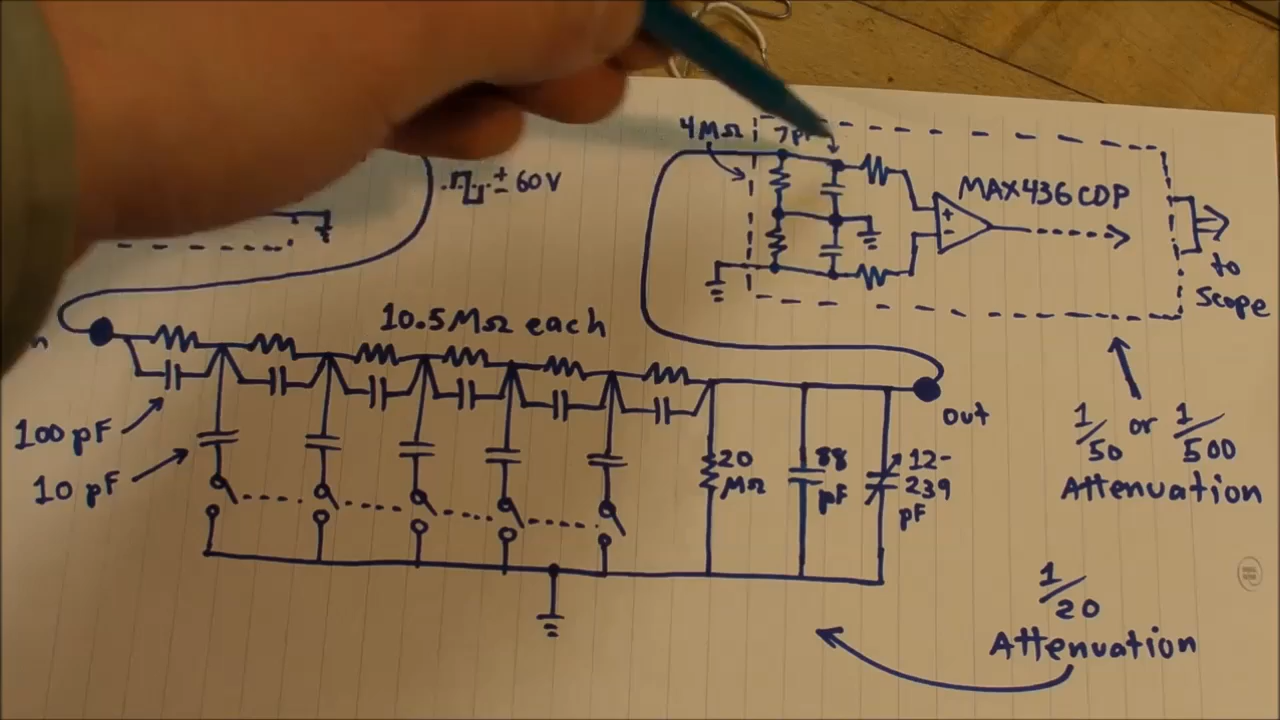 4MΩ
7pF
± 60V
MAX436CDP
to
Scope
10.5MΩ each
100 pF
10 pF
20
MΩ
88
pF
12-
239
pF
out
1/50 or 1/500
Attenuation
1/20
Attenuation